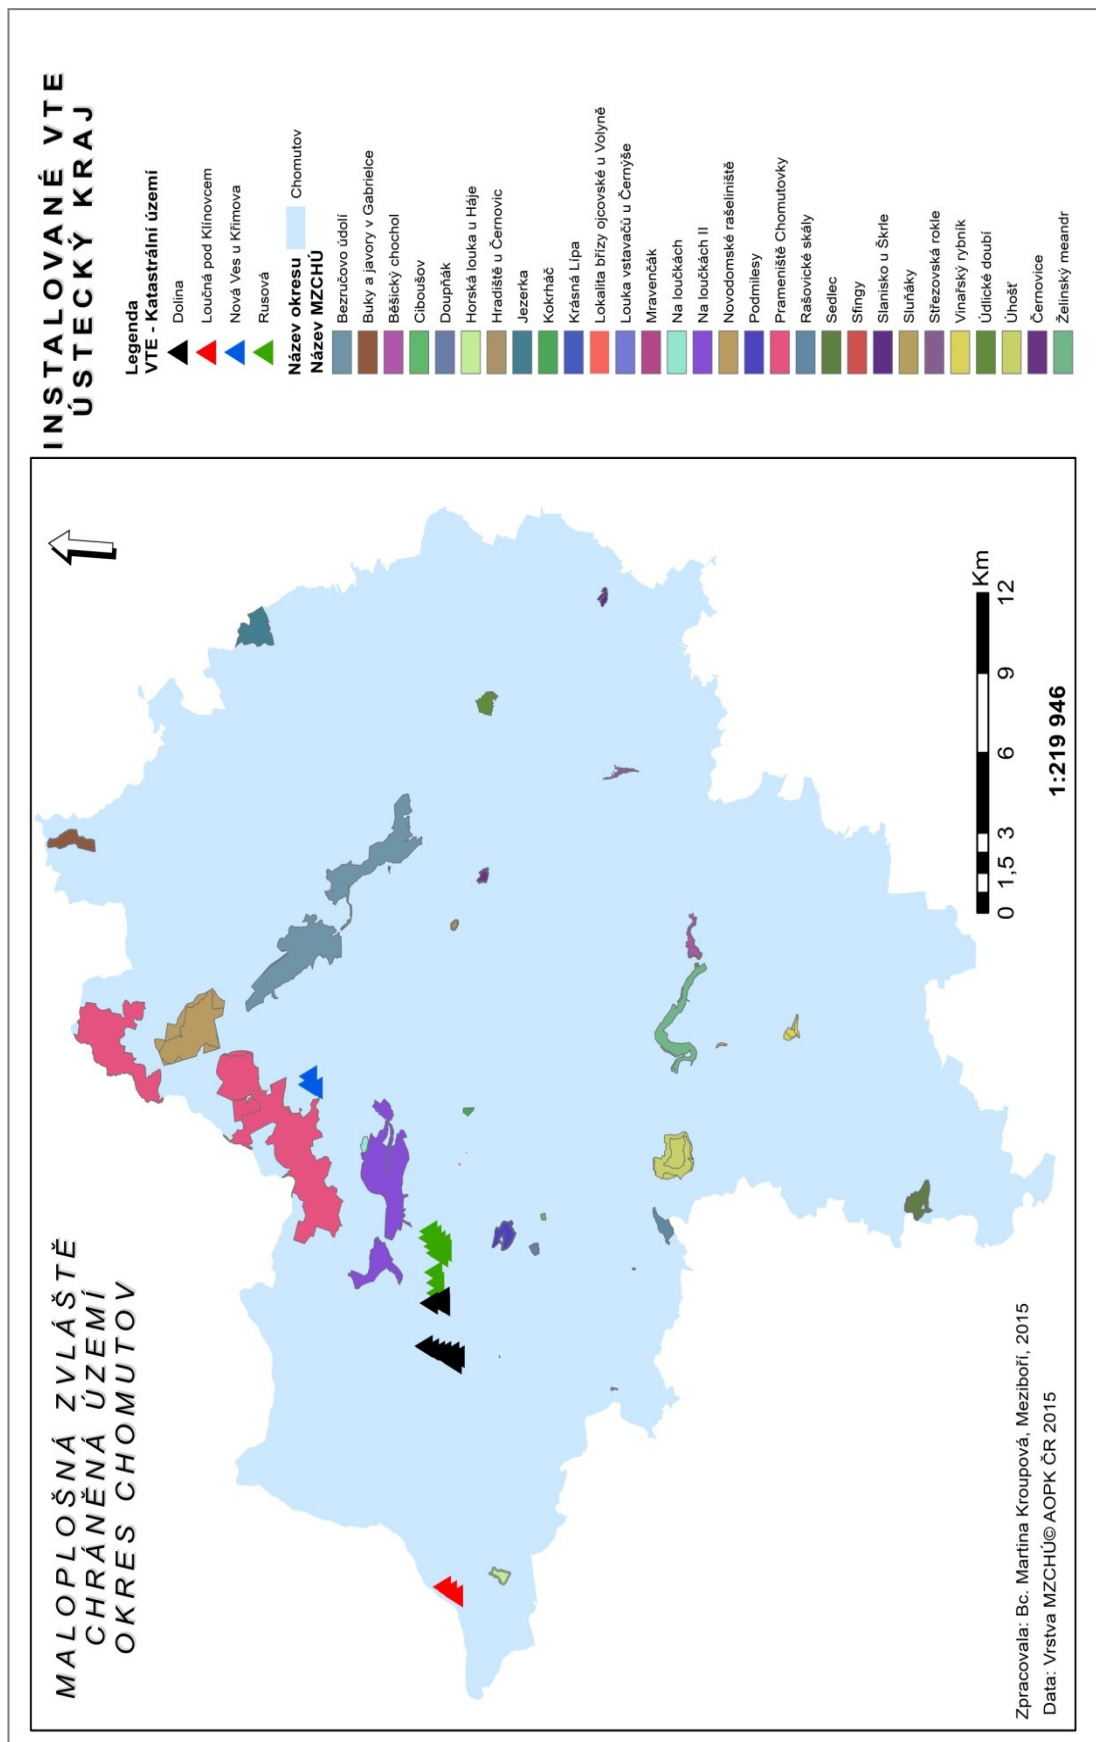 MALOPLOŠNÁ ZVLÁŠTĚ
CHRÁNĚNÁ ÚZEMÍ
OKRES CHOMUTOV
INSTALOVANÉ VTE
ÚSTECKÝ KRAJ
Legenda
VTE - Katastrální území
Dolina
Loučná pod Klínovcem
Nová Ves u Křimova
Rusová
Název okresu
Chomutov
Název MZCHÚ
Bezručovo údolí
Buky a javory v Gabrielce
Běšický chochol
Ciboušov
Doupňák
Horská louka u Háje
Hradiště u Černovic
Jezerka
Kokrháč
Krásná Lípa
Lokalita břízy ojcovské u Volyně
Louka vstavačů u Černýše
Mravenčák
Na loučkách
Na loučkách II
Novodomské rašeliniště
Podmilesy
Prameniště Chomutovky
Rašovické skály
Sedlec
Sfingy
Slanisko u Škrle
Sluňáky
Střezovská rokle
Vinařský rybník
Údlické doubí
Úhošť
Černovice
Želinský meandr
0 1,5 3 6 9 12
Km
1:219 946
Zpracovala: Bc. Martina Kroupová, Meziboří, 2015
Data: Vrstva MZCHÚ© AOPK ČR 2015